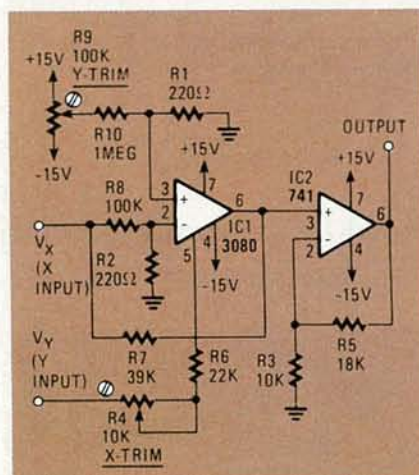 R9
100K
Y-TRIM
+15V
-15V
R10
1MEG
R1
220Ω
+15V
R8
100K
3
2
7
6
+
-
IC1
3080
4
5
-15V
VX
(X
INPUT)
R2
220Ω
VY
(Y
INPUT)
R7
39K
R6
22K
R4
10K
X-TRIM
OUTPUT
+15V
IC2
741
7
6
+
3
-
2
4
-15V
R3
10K
R5
18K